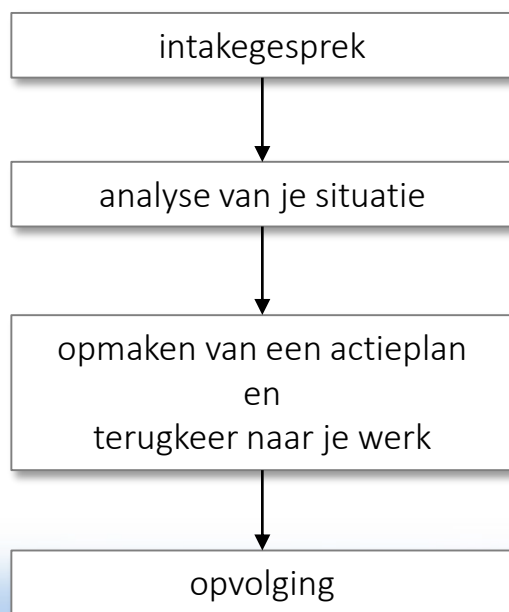 intakegesprek
analyse van je situatie
opmaken van een actieplan
en
terugkeer naar je werk
opvolging